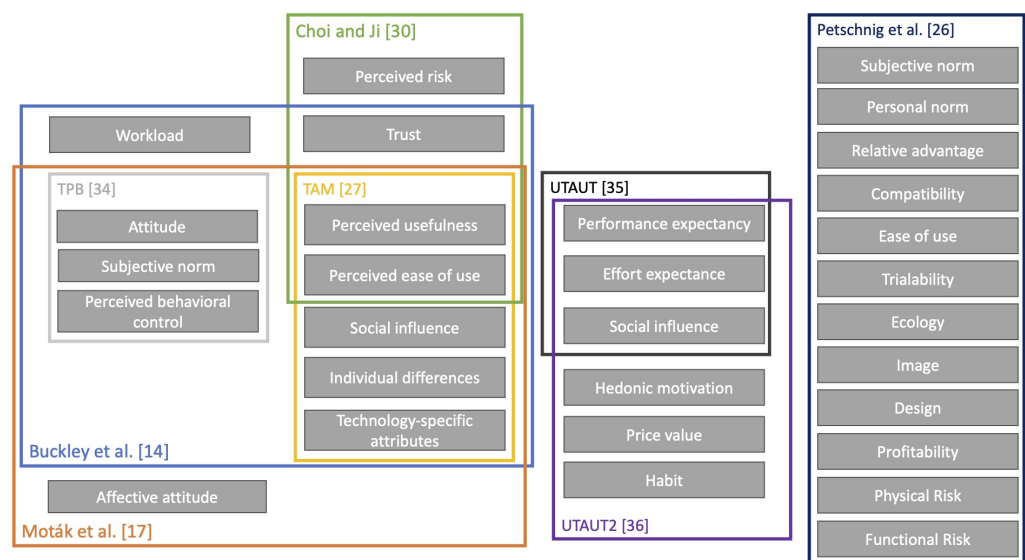 Choi and Ji [30]
Perceived risk
Workload
Trust
TPB [34]
Attitude
Subjective norm
Perceived behavioral
control
TAM [27]
Perceived usefulness
Perceived ease of use
Social influence
Individual differences
Technology-specific
attributes
Buckley et al. [14]
Affective attitude
Moták et al. [17]
UTAUT [35]
Performance expectancy
Effort expectance
Social influence
Hedonic motivation
Price value
Habit
UTAUT2 [36]
Petschnig et al. [26]
Subjective norm
Personal norm
Relative advantage
Compatibility
Ease of use
Trialability
Ecology
Image
Design
Profitability
Physical Risk
Functional Risk